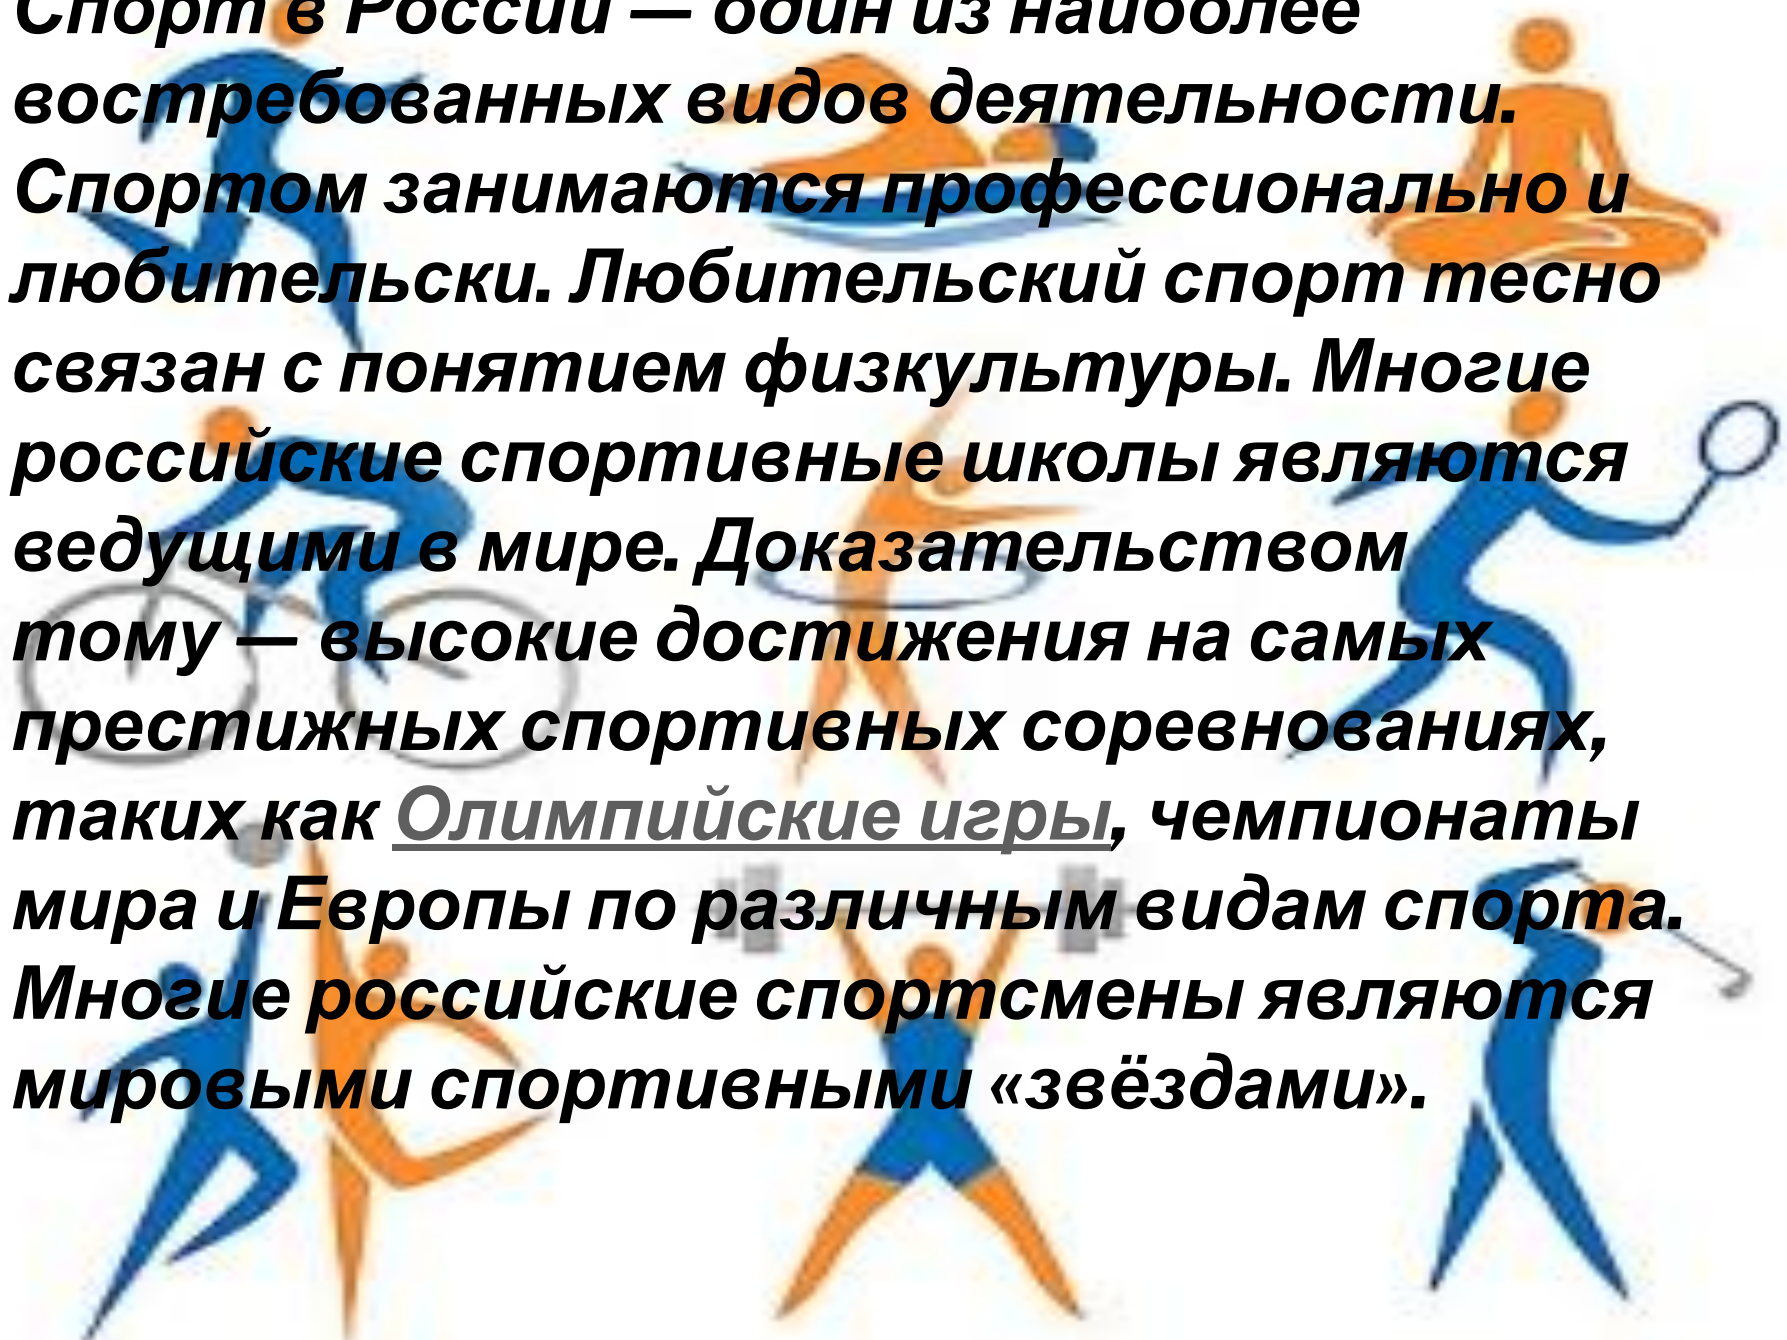 Спорт в России — один из наиболее
востребованных видов деятельности.
Спортом занимаются профессионально и
любительски. Любительский спорт тесно
связан с понятием физкультуры. Многие
российские спортивные школы являются
ведущими в мире. Доказательством
тому — высокие достижения на самых
престижных спортивных соревнованиях,
таких как Олимпийские игры, чемпионаты
мира и Европы по различным видам спорта.
Многие российские спортсмены являются
мировыми спортивными «звёздами».